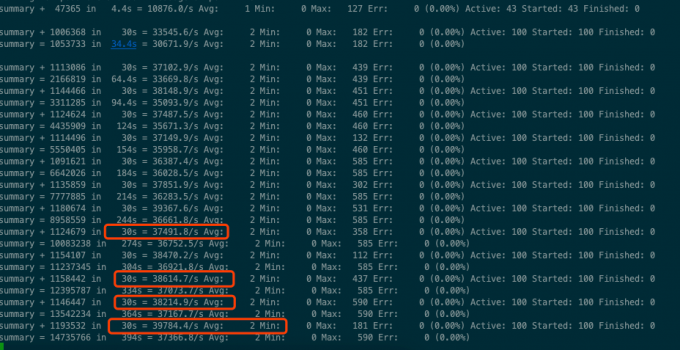 summary + 47365 in 4.4s = 10876.0/s Avg: 1 Min: 0 Max: 127 Err: 0 (0.00%) Active: 43 Started: 43 Finished: 0
summary + 1006368 in 30s = 33545.6/s Avg: 2 Min: 0 Max: 182 Err: 0 (0.00%) Active: 100 Started: 100 Finished: 0
summary = 1053733 in 34.4s = 30671.9/s Avg: 2 Min: 0 Max: 182 Err: 0 (0.00%)
summary + 1113086 in 30s = 37102.9/s Avg: 2 Min: 0 Max: 439 Err: 0 (0.00%) Active: 100 Started: 100 Finished: 0
summary = 2166819 in 64.4s = 33669.8/s Avg: 2 Min: 0 Max: 439 Err: 0 (0.00%)
summary + 1144466 in 30s = 38148.9/s Avg: 2 Min: 0 Max: 451 Err: 0 (0.00%) Active: 100 Started: 100 Finished: 0
summary = 3311285 in 94.4s = 35093.9/s Avg: 2 Min: 0 Max: 451 Err: 0 (0.00%)
summary + 1124624 in 30s = 37487.5/s Avg: 2 Min: 0 Max: 460 Err: 0 (0.00%) Active: 100 Started: 100 Finished: 0
summary = 4435909 in 124s = 35671.3/s Avg: 2 Min: 0 Max: 460 Err: 0 (0.00%)
summary + 1114496 in 30s = 37149.9/s Avg: 2 Min: 0 Max: 132 Err: 0 (0.00%) Active: 100 Started: 100 Finished: 0
summary = 5550405 in 154s = 35958.7/s Avg: 2 Min: 0 Max: 460 Err: 0 (0.00%)
summary + 1091621 in 30s = 36387.4/s Avg: 2 Min: 0 Max: 585 Err: 0 (0.00%) Active: 100 Started: 100 Finished: 0
summary = 6642026 in 184s = 36028.5/s Avg: 2 Min: 0 Max: 585 Err: 0 (0.00%)
summary + 1135859 in 30s = 37851.9/s Avg: 2 Min: 0 Max: 302 Err: 0 (0.00%) Active: 100 Started: 100 Finished: 0
summary = 7777885 in 214s = 36283.5/s Avg: 2 Min: 0 Max: 585 Err: 0 (0.00%)
summary + 1180674 in 30s = 39367.6/s Avg: 2 Min: 0 Max: 531 Err: 0 (0.00%) Active: 100 Started: 100 Finished: 0
summary = 8958559 in 244s = 36661.8/s Avg: 2 Min: 0 Max: 585 Err: 0 (0.00%)
summary + 1124679 in 30s = 37491.8/s Avg: 2 Min: 0 Max: 358 Err: 0 (0.00%) Active: 100 Started: 100 Finished: 0
summary = 10083238 in 274s = 36752.5/s Avg: 2 Min: 0 Max: 585 Err: 0 (0.00%)
summary + 1154107 in 30s = 38470.2/s Avg: 2 Min: 0 Max: 112 Err: 0 (0.00%) Active: 100 Started: 100 Finished: 0
summary = 11237345 in 304s = 36921.8/s Avg: 2 Min: 0 Max: 585 Err: 0 (0.00%)
summary + 1158442 in 30s = 38614.7/s Avg: 2 Min: 0 Max: 437 Err: 0 (0.00%) Active: 100 Started: 100 Finished: 0
summary = 12395787 in 334s = 37073.7/s Avg: 2 Min: 0 Max: 585 Err: 0 (0.00%)
summary + 1146447 in 30s = 38214.9/s Avg: 2 Min: 0 Max: 590 Err: 0 (0.00%) Active: 100 Started: 100 Finished: 0
summary = 13542234 in 364s = 37167.7/s Avg: 2 Min: 0 Max: 590 Err: 0 (0.00%)
summary + 1193532 in 30s = 39784.4/s Avg: 2 Min: 0 Max: 181 Err: 0 (0.00%) Active: 100 Started: 100 Finished: 0
summary = 14735766 in 394s = 37366.8/s Avg: 2 Min: 0 Max: 590 Err: 0 (0.00%)